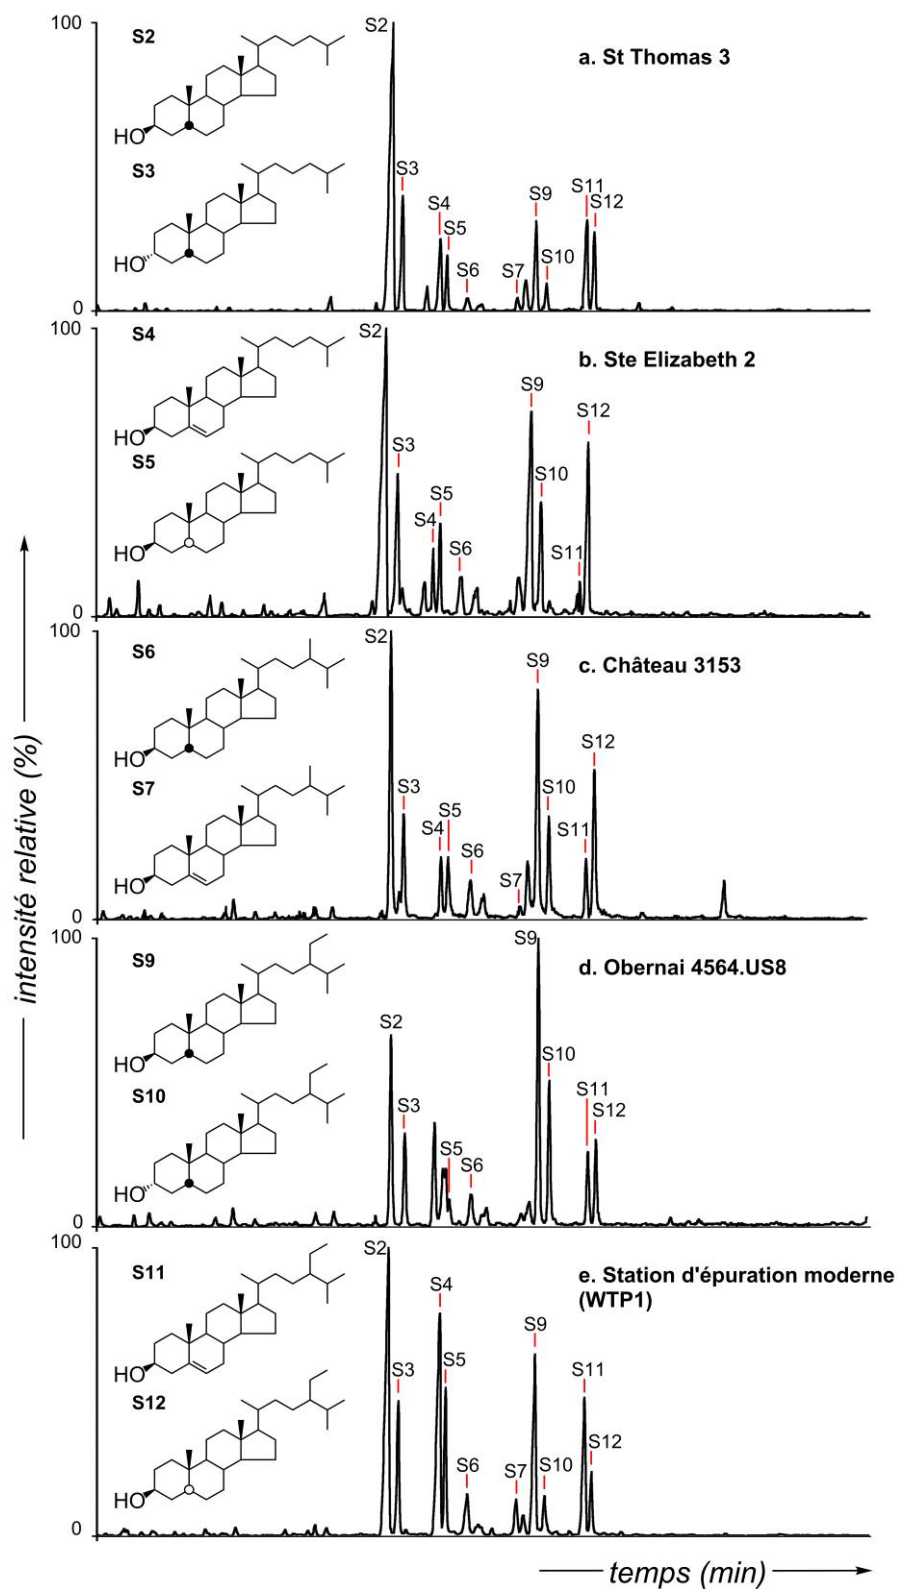 100
S2
S2
a. St Thomas 3
HO
S3
S3
S4
S5
S6
S7
S9
S10
S11
S12
HO
0
100
S4
S2
b. Ste Elizabeth 2
HO
S5
S3
S4
S5
S6
S9
S10
S11
S12
HO
0
100
S6
S2
c. Château 3153
HO
S7
S3
S4
S5
S6
S7
S9
S10
S11
S12
HO
0
100
S9
S9
d. Obernai 4564.US8
HO
S10
S2
S3
S5
S6
S10
S11
S12
HO
0
100
S11
S2
e. Station d'épuration moderne
(WTP1)
HO
S12
S3
S4
S5
S6
S7
S9
S10
S11
S12
HO
0
intensité relative (%)
temps (min)